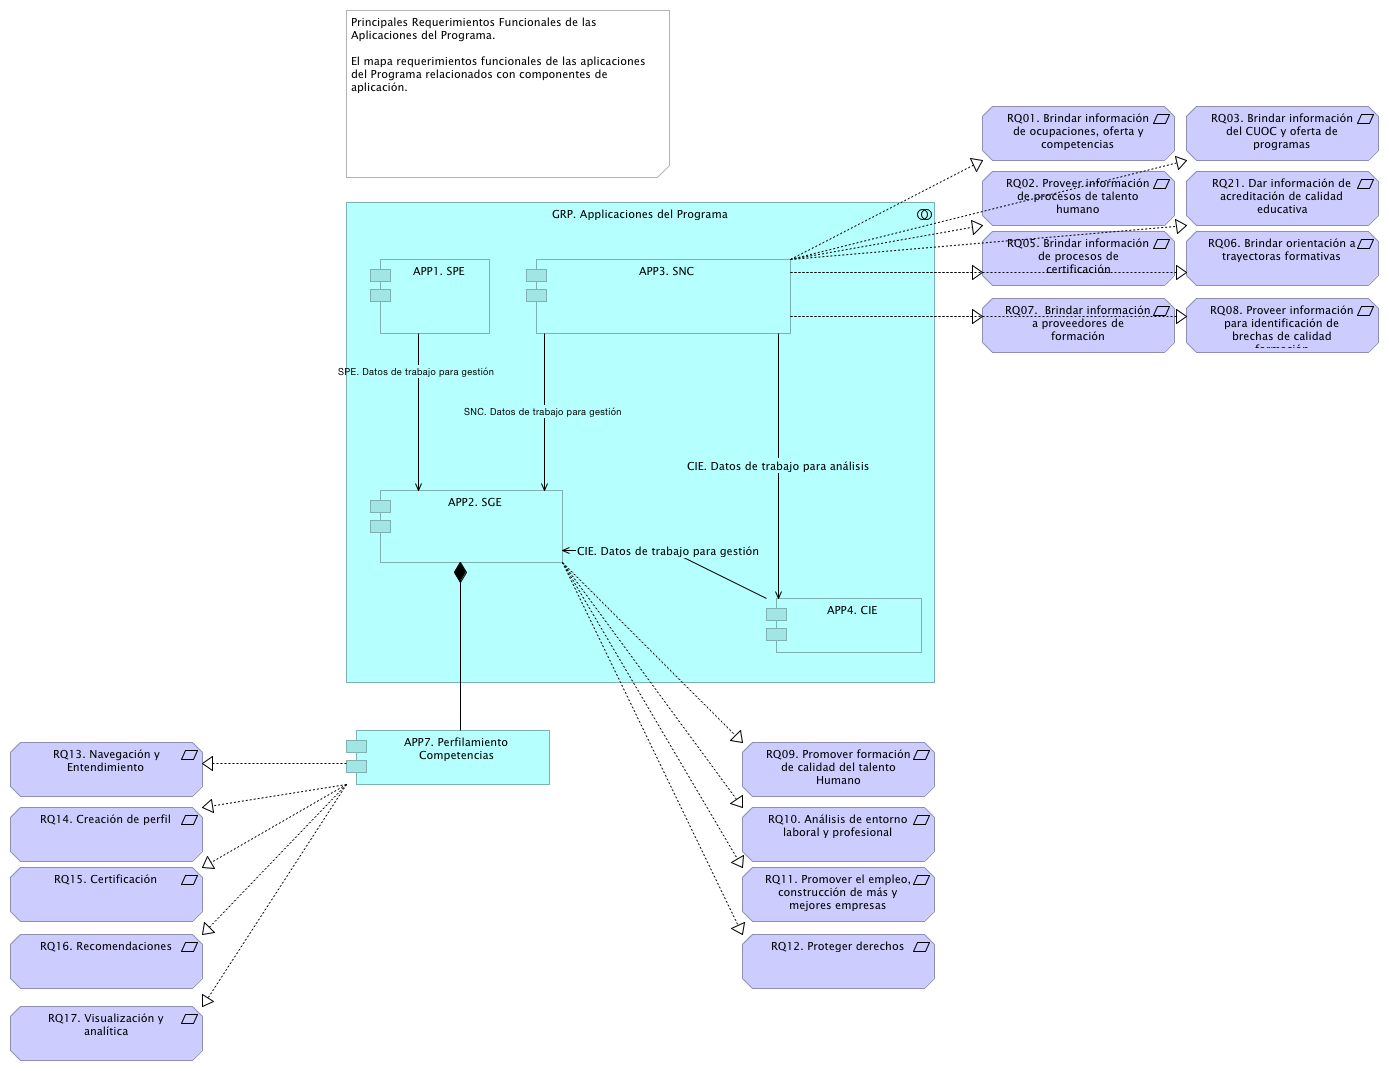 Principales Requerimientos Funcionales de las
Aplicaciones del Programa.
El mapa requerimientos funcionales de las aplicaciones
del Programa relacionados con componentes de
aplicación.
RQ01. Brindar información
de ocupaciones, oferta y
competencias
RQ03. Brindar información
del CUOC y oferta de
programas
RQ02. Proveer información
de procesos de talento
humano
RQ21. Dar información de
acreditación de calidad
educativa
RQ05. Brindar información
de procesos de
certificación
RQ06. Brindar orientación a
trayectoras formativas
RQ07.  Brindar información
a proveedores de
formación
RQ08. Proveer información
para identificación de
brechas de calidad
formación
GRP. Applicaciones del Programa
APP1. SPE
APP3. SNC
SPE. Datos de trabajo para gestión
SNC. Datos de trabajo para gestión
CIE. Datos de trabajo para análisis
APP2. SGE
CIE. Datos de trabajo para gestión
APP4. CIE
APP7. Perfilamiento
Competencias
RQ13. Navegación y
Entendimiento
RQ14. Creación de perfil
RQ15. Certificación
RQ16. Recomendaciones
RQ17. Visualización y
analítica
RQ09. Promover formación
de calidad del talento
Humano
RQ10. Análisis de entorno
laboral y profesional
RQ11. Promover el empleo,
construcción de más y
mejores empresas
RQ12. Proteger derechos